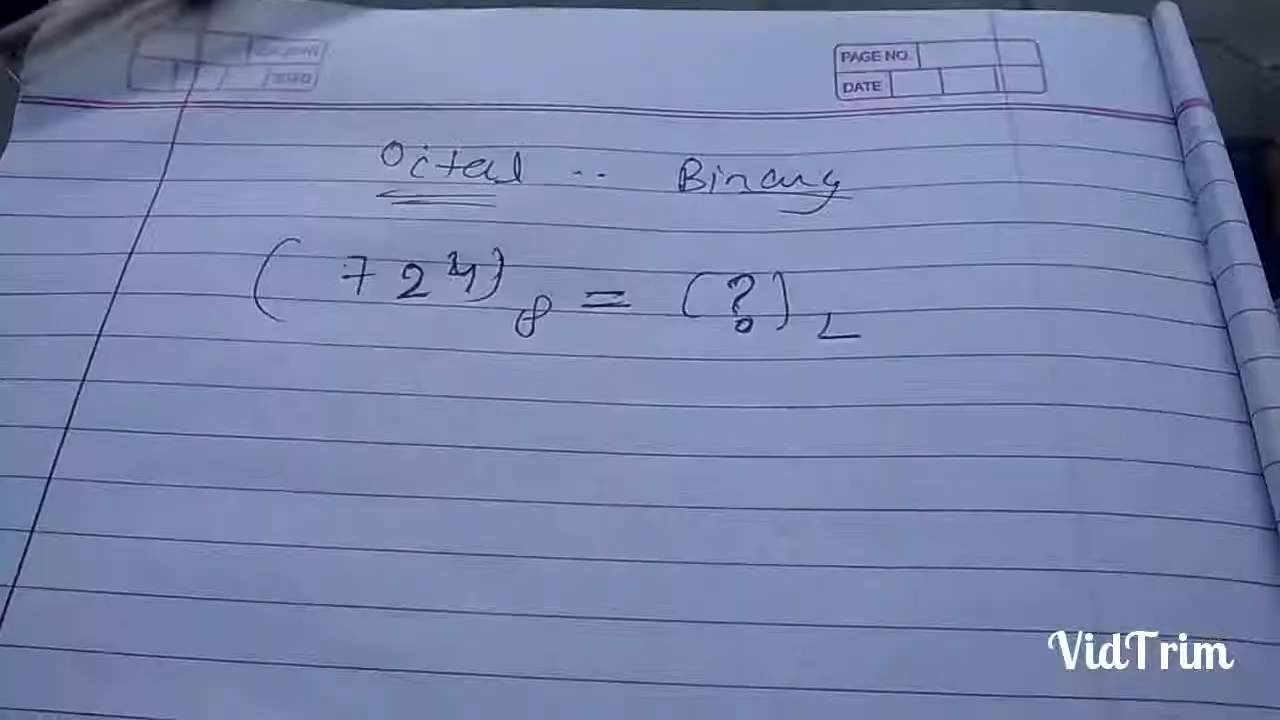 PAGE NO.
DATE
Octal .. Binary
(724)8 = (?)2
VidTrim